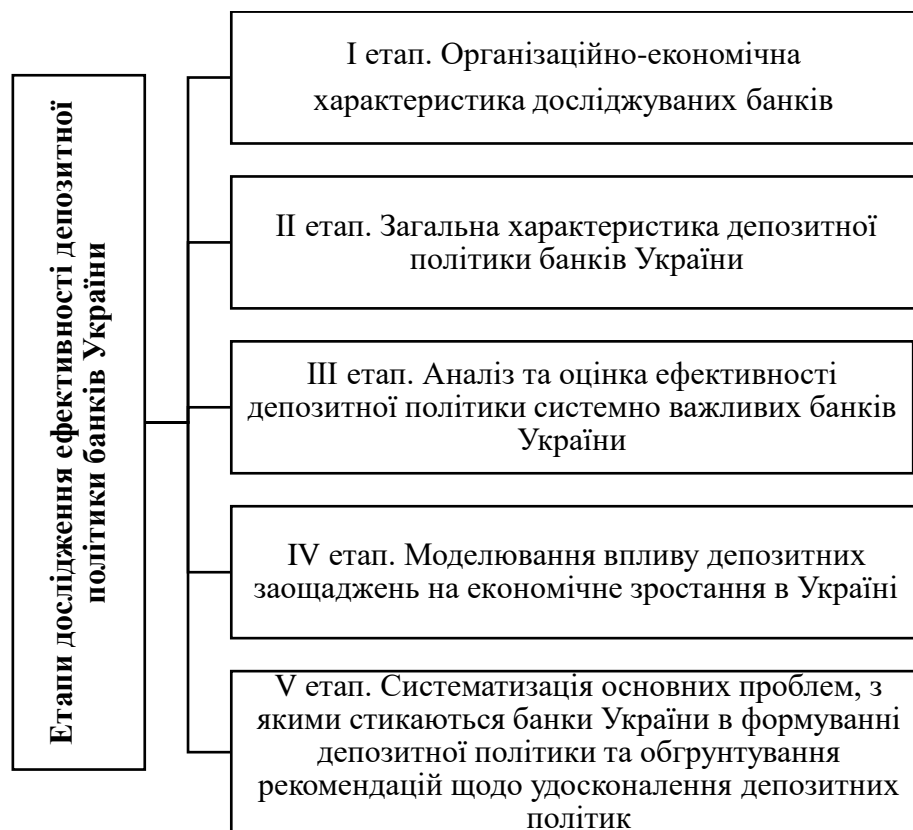 Етапи дослідження ефективності депозитної
політики банків України
І етап. Організаційно-економічна
характеристика досліджуваних банків
ІІ етап. Загальна характеристика депозитної
політики банків України
ІІІ етап. Аналіз та оцінка ефективності
депозитної політики системно важливих банків
України
IV етап. Моделювання впливу депозитних
заощаджень на економічне зростання в Україні
V етап. Систематизація основних проблем, з
якими стикаються банки України в формуванні
депозитної політики та обгрунтування
рекомендацій щодо удосконалення депозитних
політик